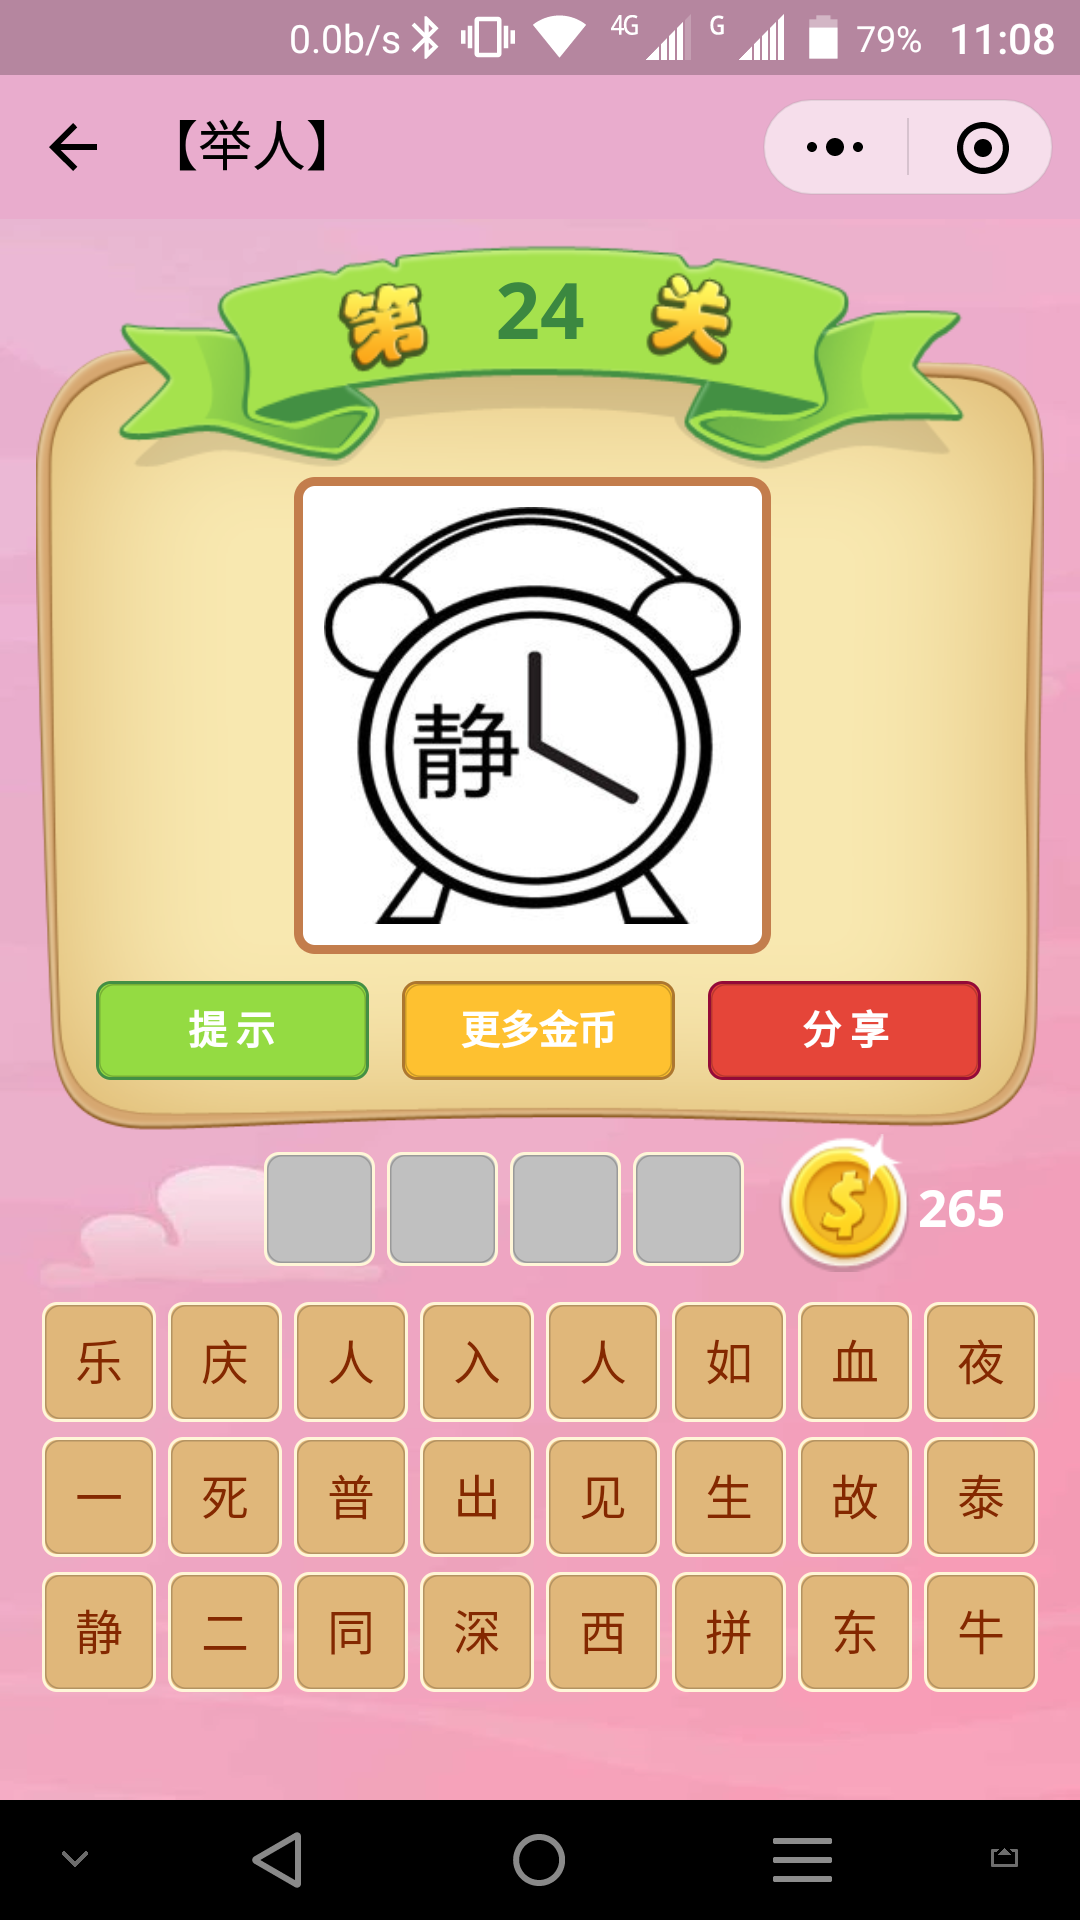 0.0b/s 4G G 79% 11:08
【举人】
第 24 关
静
提示 更多金币 分享
265
乐 庆 人 入 人 如 血 夜
一 死 普 出 见 生 故 泰
静 二 同 深 西 拼 东 牛